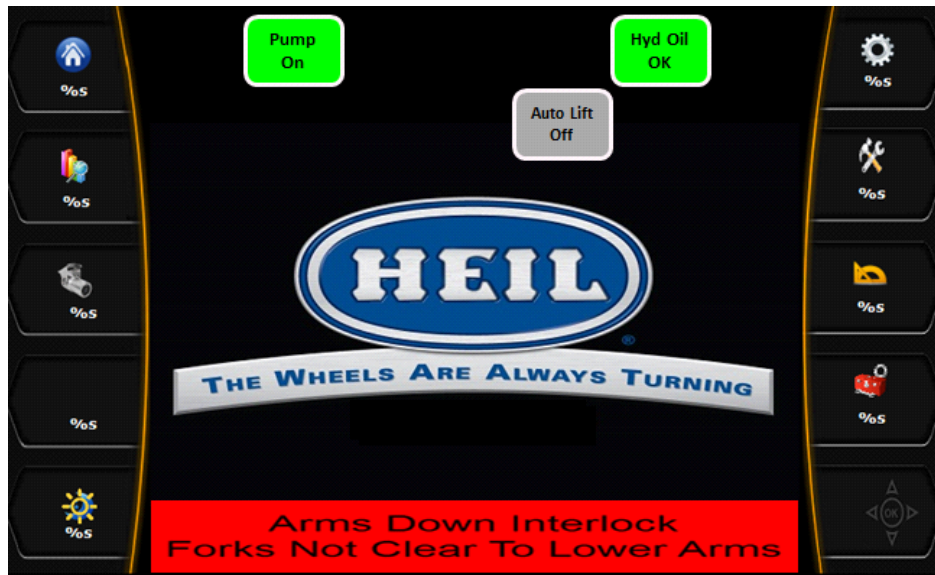 Pump
On
Hyd Oil
OK
Auto Lift
Off
%s
%s
%s
%s
%s
HEIL
®
THE WHEELS ARE ALWAYS TURNING
%s
%s
%s
%s
OK
Arms Down Interlock
Forks Not Clear To Lower Arms